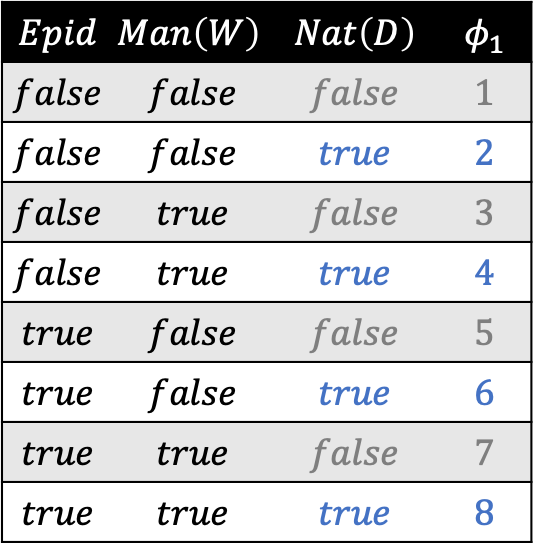 Epid Man(W) Nat(D) ϕ₁
false false false 1
false false true 2
false true false 3
false true true 4
true false false 5
true false true 6
true true false 7
true true true 8